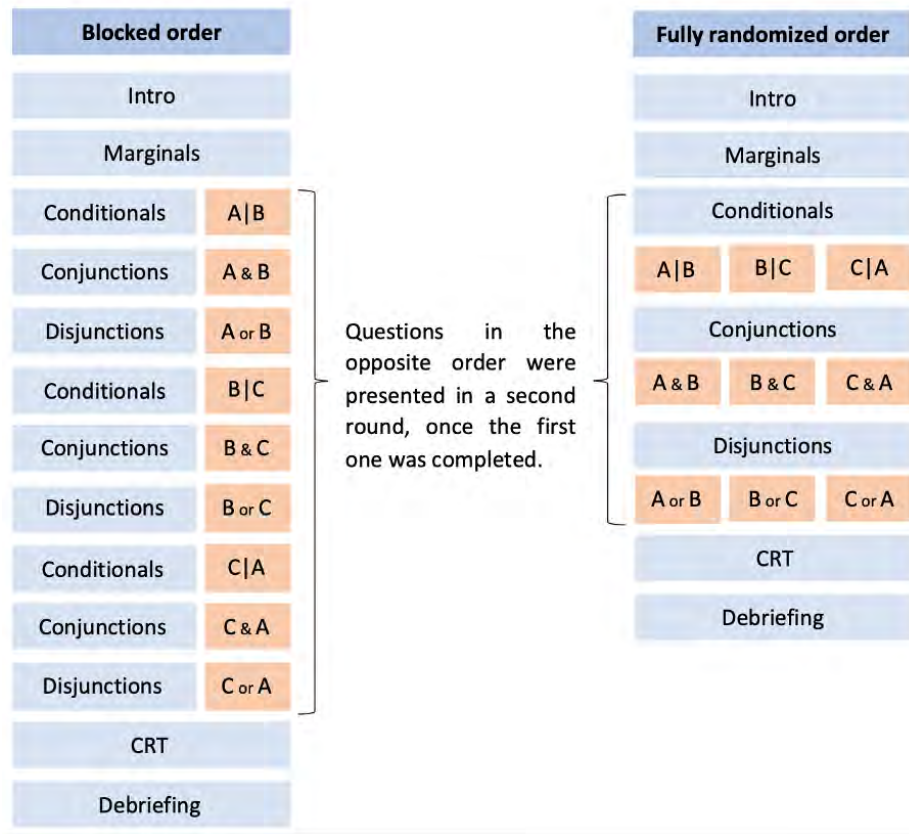 Blocked order
Intro
Marginals
Conditionals A|B
Conjunctions A & B
Disjunctions A or B
Conditionals B|C
Conjunctions B & C
Disjunctions B or C
Conditionals C|A
Conjunctions C & A
Disjunctions C or A
CRT
Debriefing
Questions in the
opposite order were
presented in a second
round, once the first
one was completed.
Fully randomized order
Intro
Marginals
Conditionals
A|B B|C C|A
Conjunctions
A & B B & C C & A
Disjunctions
A or B B or C C or A
CRT
Debriefing